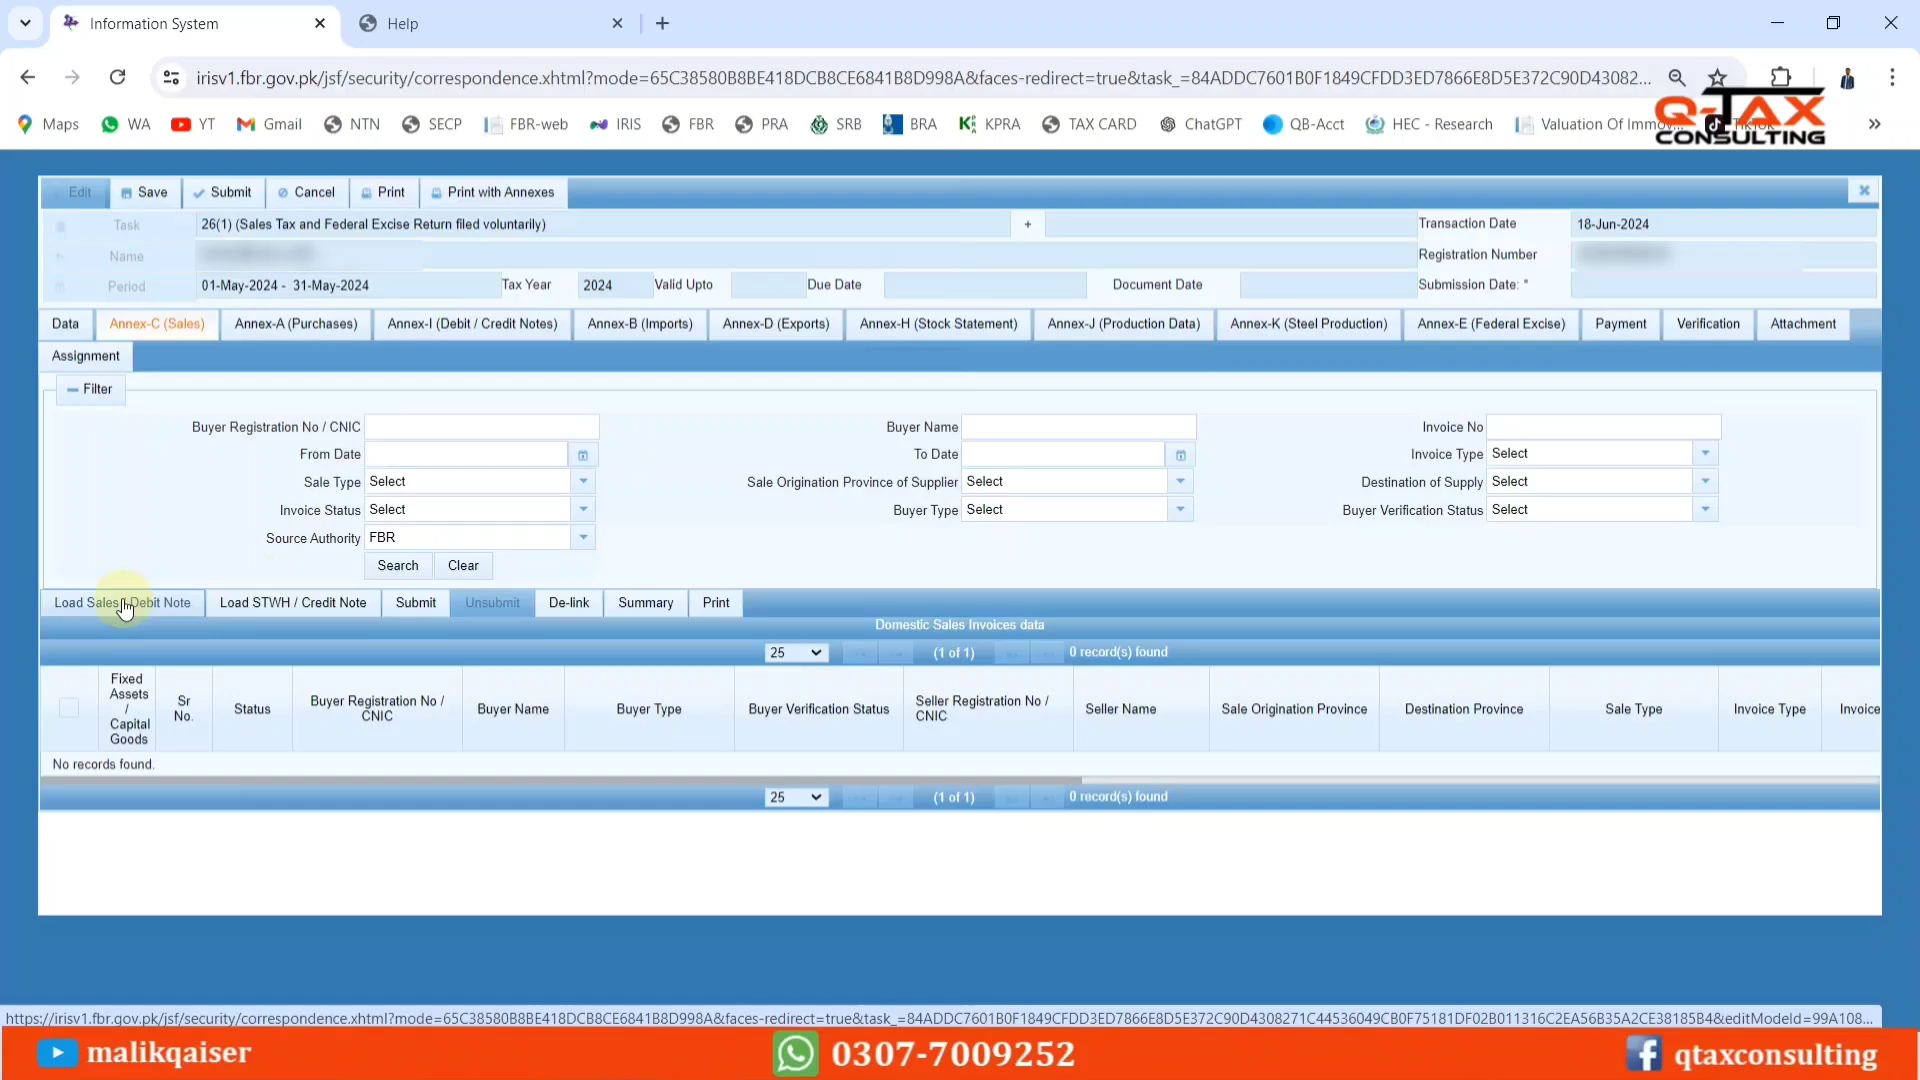 Information System
Help
irisv1.fbr.gov.pk/jsf/security/correspondence.xhtml?mode=65C38580B8BE418DCB8CE6841B8D998A&faces-redirect=true&task_=84ADDC7601B0F1849CFDD3ED7866E8D5E372C90D43082...
Maps WA YT Gmail NTN SECP FBR-web IRIS FBR PRA SRB BRA KPRA TAX CARD ChatGPT QB-Acct HEC - Research Valuation Of Immov... »
Q-TAX
CONSULTING
Edit Save Submit Cancel Print Print with Annexes
Task 26(1) (Sales Tax and Federal Excise Return filed voluntarily) + Transaction Date 18-Jun-2024
Name Registration Number
Period 01-May-2024 - 31-May-2024 Tax Year 2024 Valid Upto Due Date Document Date Submission Date: *
Data Annex-C (Sales) Annex-A (Purchases) Annex-I (Debit / Credit Notes) Annex-B (Imports) Annex-D (Exports) Annex-H (Stock Statement) Annex-J (Production Data) Annex-K (Steel Production) Annex-E (Federal Excise) Payment Verification Attachment
Assignment
Filter
Buyer Registration No / CNIC Buyer Name Invoice No
From Date To Date Invoice Type Select
Sale Type Select Sale Origination Province of Supplier Select Destination of Supply Select
Invoice Status Select Buyer Type Select Buyer Verification Status Select
Source Authority FBR
Search Clear
Load Sales / Debit Note Load STWH / Credit Note Submit Unsubmit De-link Summary Print
Domestic Sales Invoices data
25 (1 of 1) 0 record(s) found
Fixed Assets / Capital Goods Sr No. Status Buyer Registration No / CNIC Buyer Name Buyer Type Buyer Verification Status Seller Registration No / CNIC Seller Name Sale Origination Province Destination Province Sale Type Invoice Type Invoice
No records found.
25 (1 of 1) 0 record(s) found
https://irisv1.fbr.gov.pk/jsf/security/correspondence.xhtml?mode=65C38580B8BE418DCB8CE6841B8D998A&faces-redirect=true&task_=84ADDC7601B0F1849CFDD3ED7866E8D5E372C90D4308271C44536049CB0F75181DF02B011316C2EA56B35A2CE38185B4&editModeId=99A108...
malikqaiser 0307-7009252 qtaxconsulting